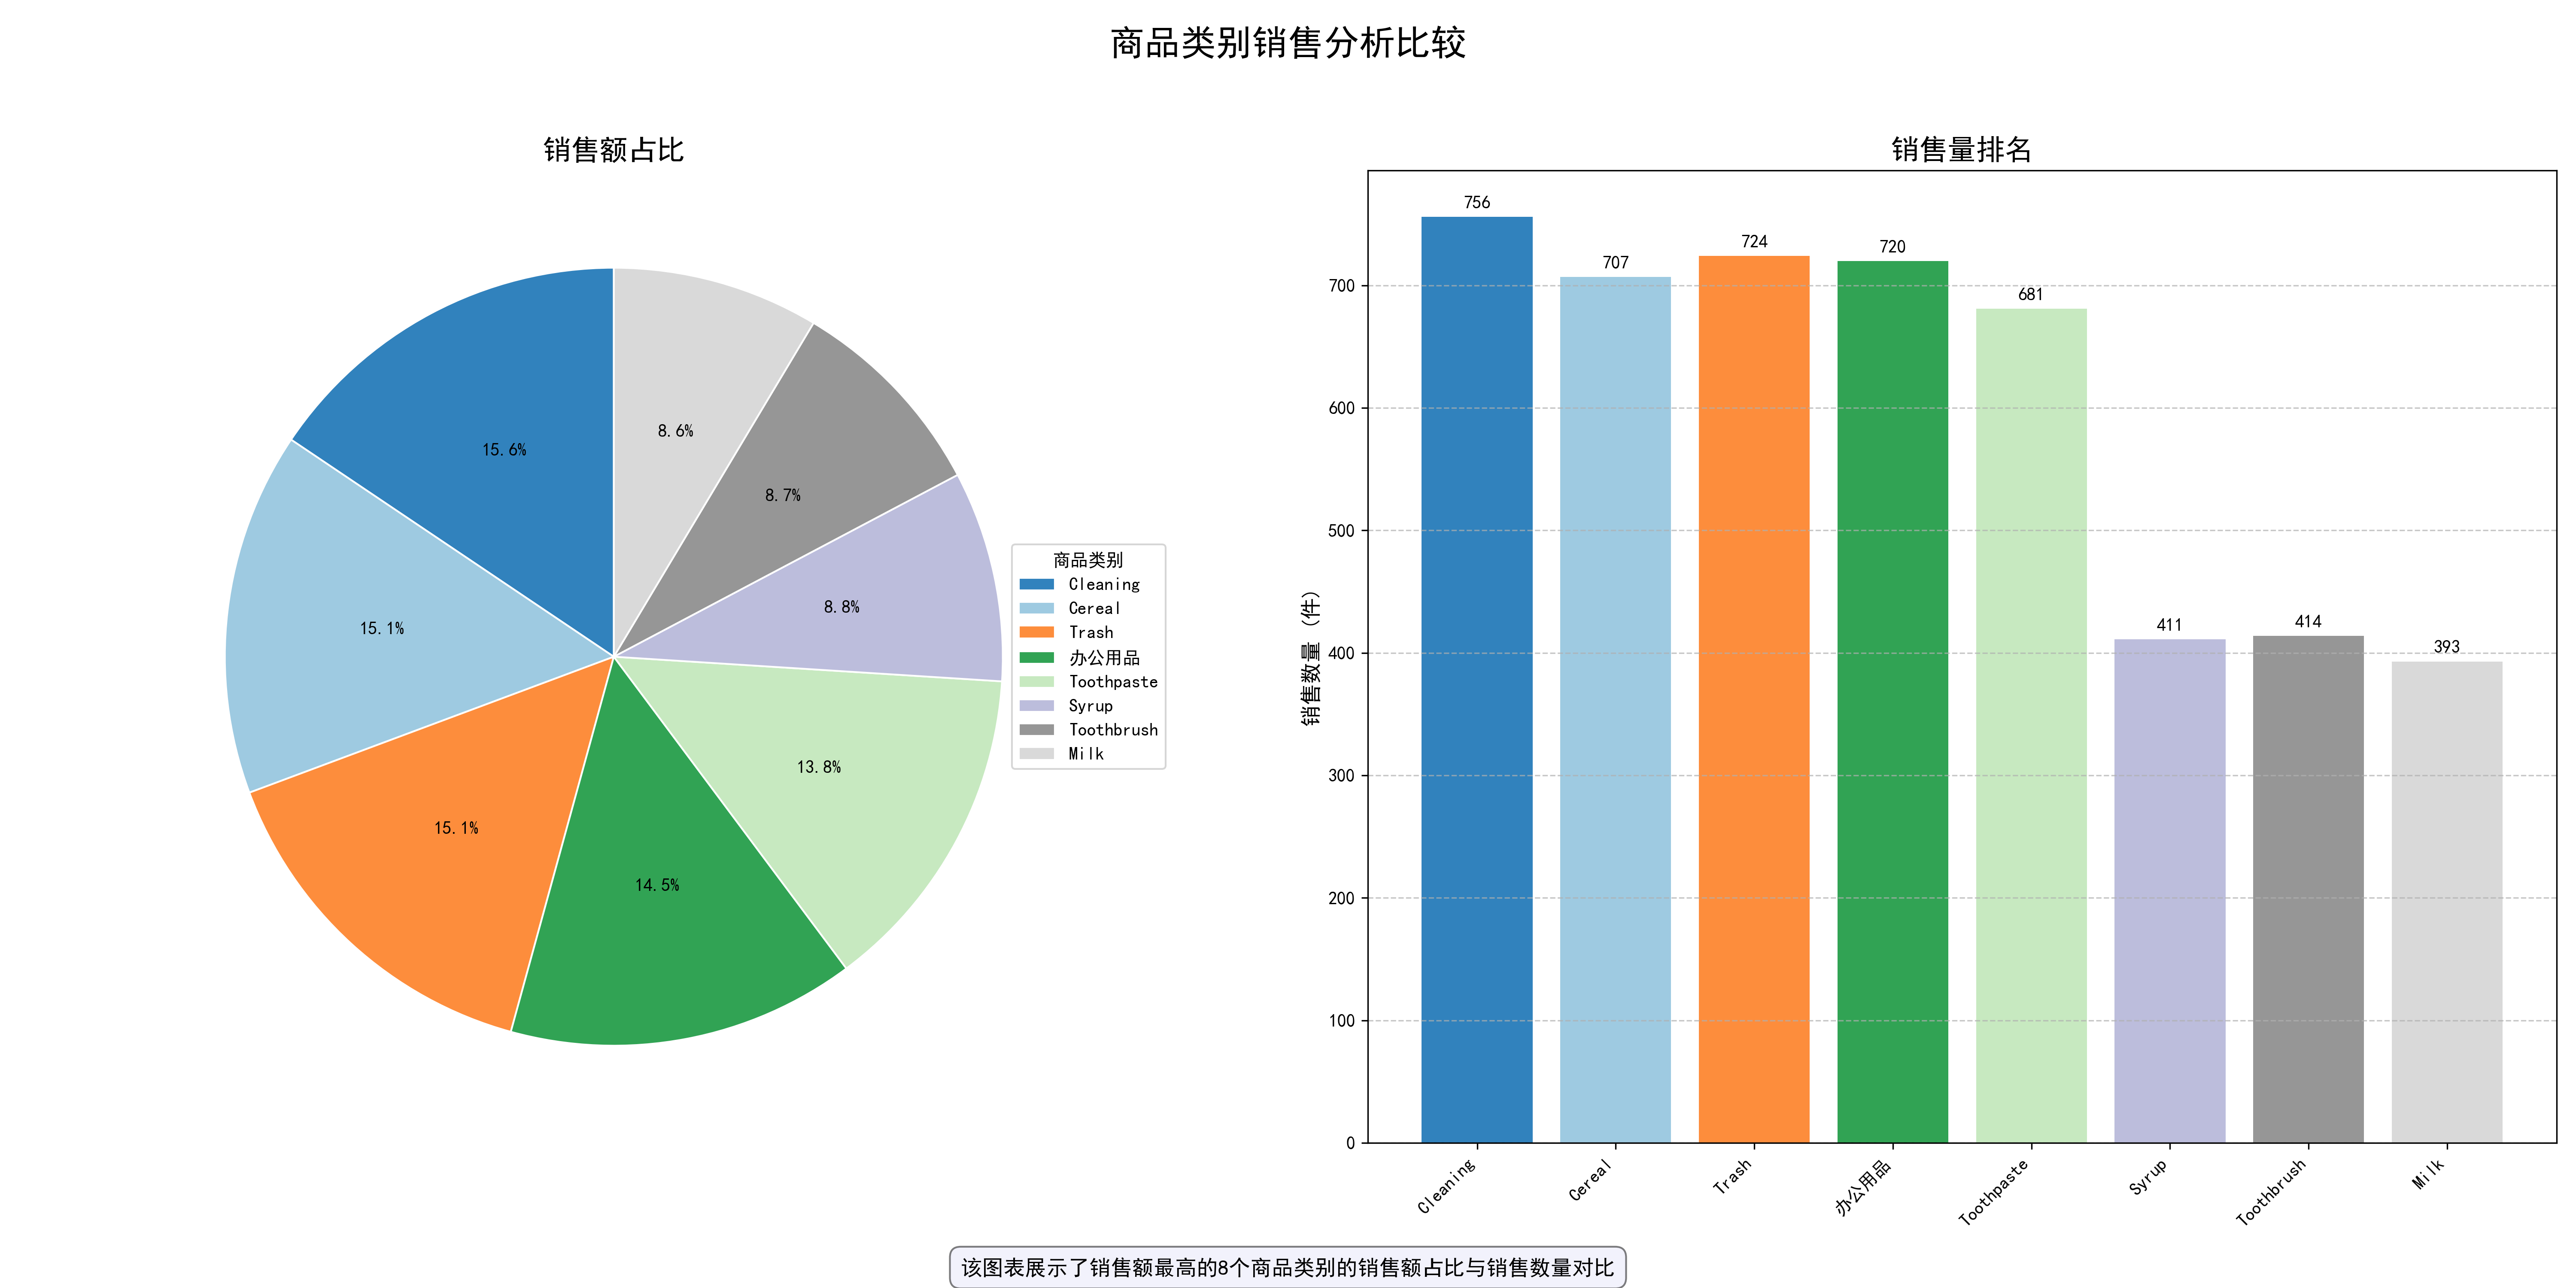 商品类别销售分析比较
销售额占比
15.6%
15.1%
15.1%
14.5%
13.8%
8.8%
8.7%
8.6%
商品类别
Cleaning
Cereal
Trash
办公用品
Toothpaste
Syrup
Toothbrush
Milk
销售量排名
销售数量（件）
700
600
500
400
300
200
100
0
756
707
724
720
681
411
414
393
Cleaning
Cereal
Trash
办公用品
Toothpaste
Syrup
Toothbrush
Milk
该图表展示了销售额最高的8个商品类别的销售额占比与销售数量对比